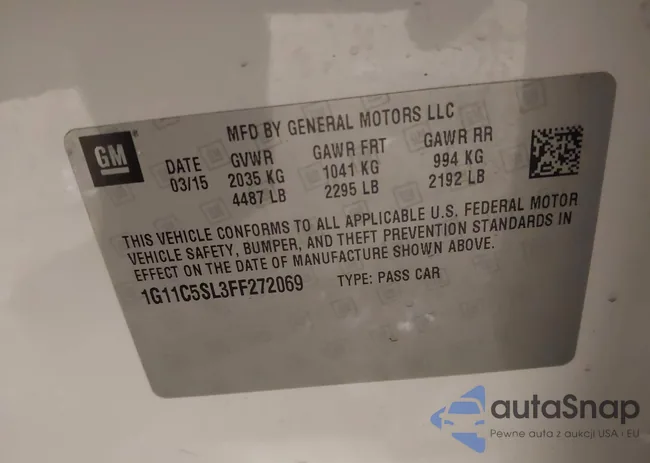 MFD BY GENERAL MOTORS LLC
GM
DATE GVWR GAWR FRT GAWR RR
03/15 2035 KG 1041 KG 994 KG
4487 LB 2295 LB 2192 LB
THIS VEHICLE CONFORMS TO ALL APPLICABLE U.S. FEDERAL MOTOR
VEHICLE SAFETY, BUMPER, AND THEFT PREVENTION STANDARDS IN
EFFECT ON THE DATE OF MANUFACTURE SHOWN ABOVE.
1G11C5SL3FF272069 TYPE: PASS CAR
autaSnap
Pewne auta z aukcji USA i EU